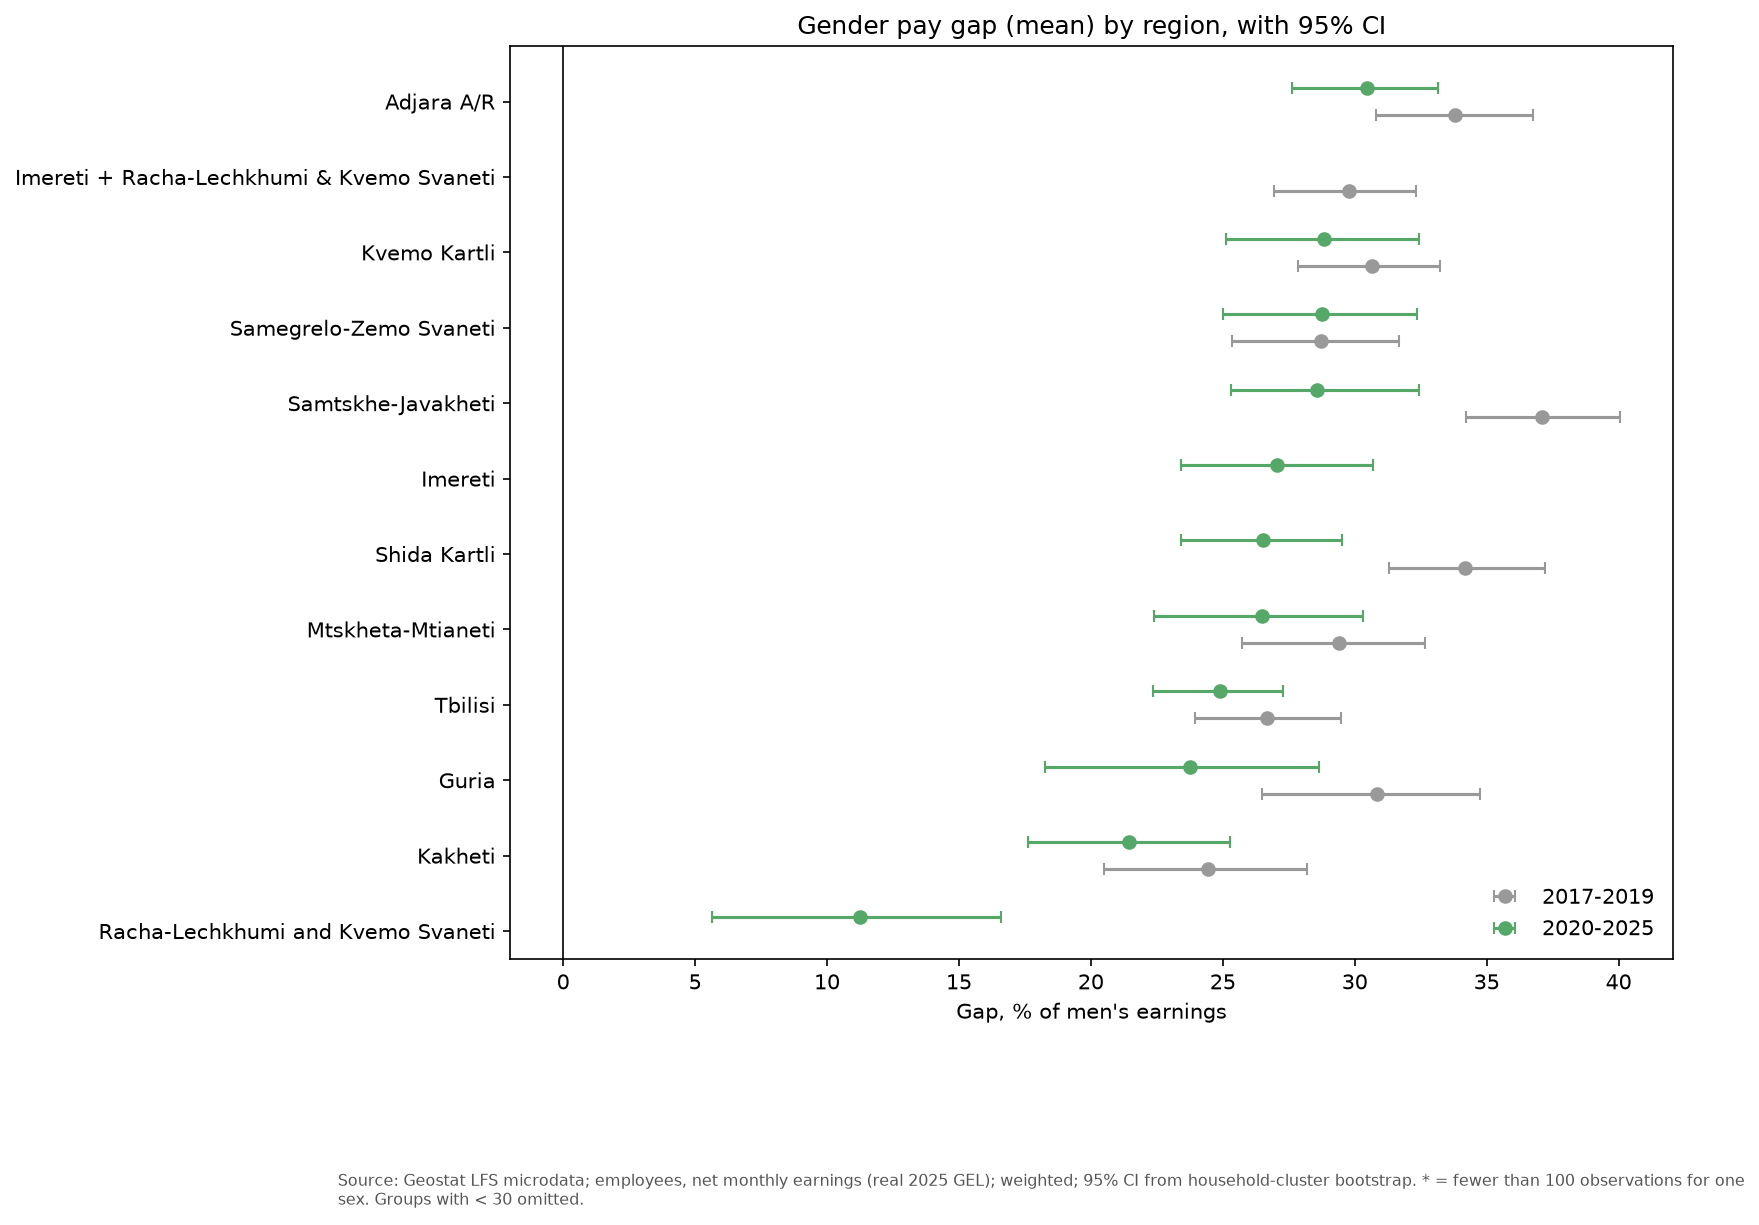 Gender pay gap (mean) by region, with 95% CI
Adjara A/R
Imereti + Racha-Lechkhumi & Kvemo Svaneti
Kvemo Kartli
Samegrelo-Zemo Svaneti
Samtskhe-Javakheti
Imereti
Shida Kartli
Mtskheta-Mtianeti
Tbilisi
Guria
Kakheti
Racha-Lechkhumi and Kvemo Svaneti
2017-2019
2020-2025
0 5 10 15 20 25 30 35 40
Gap, % of men's earnings
Source: Geostat LFS microdata; employees, net monthly earnings (real 2025 GEL); weighted; 95% CI from household-cluster bootstrap. * = fewer than 100 observations for one
sex. Groups with < 30 omitted.